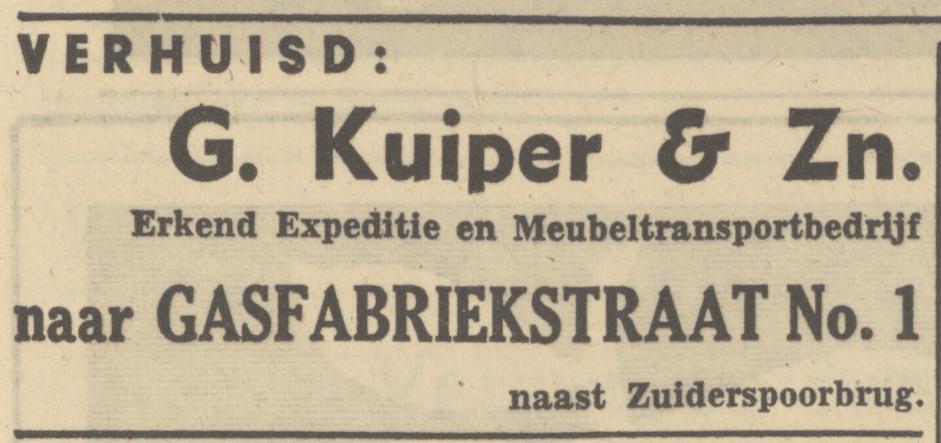 VERHUISD:
G. Kuiper & Zn.
Erkend Expeditie en Meubeltransportbedrijf
naar GASFABRIEKSTRAAT No. 1
naast Zuiderspoorbrug.